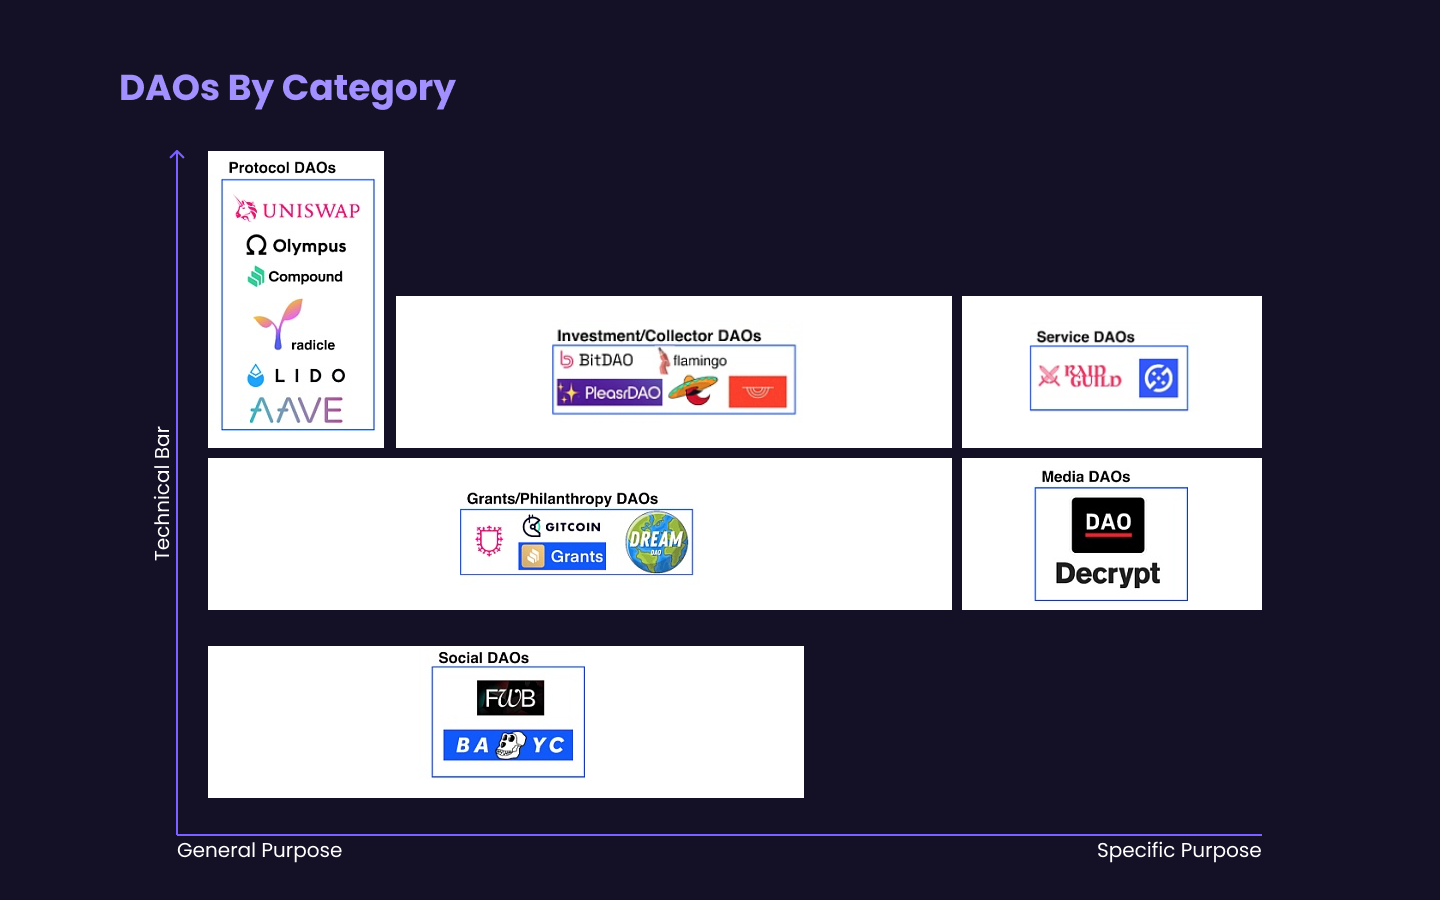 DAOs By Category
Protocol DAOs
UNISWAP
Olympus
Compound
radicle
LIDO
AAVE
Investment/Collector DAOs
BitDAO
flamingo
PleasrDAO
Service DAOs
RAID
GUILD
Technical Bar
Grants/Philanthropy DAOs
GITCOIN
Grants
DREAM
DAO
Media DAOs
DAO
Decrypt
Social DAOs
FWB
BA YC
General Purpose
Specific Purpose